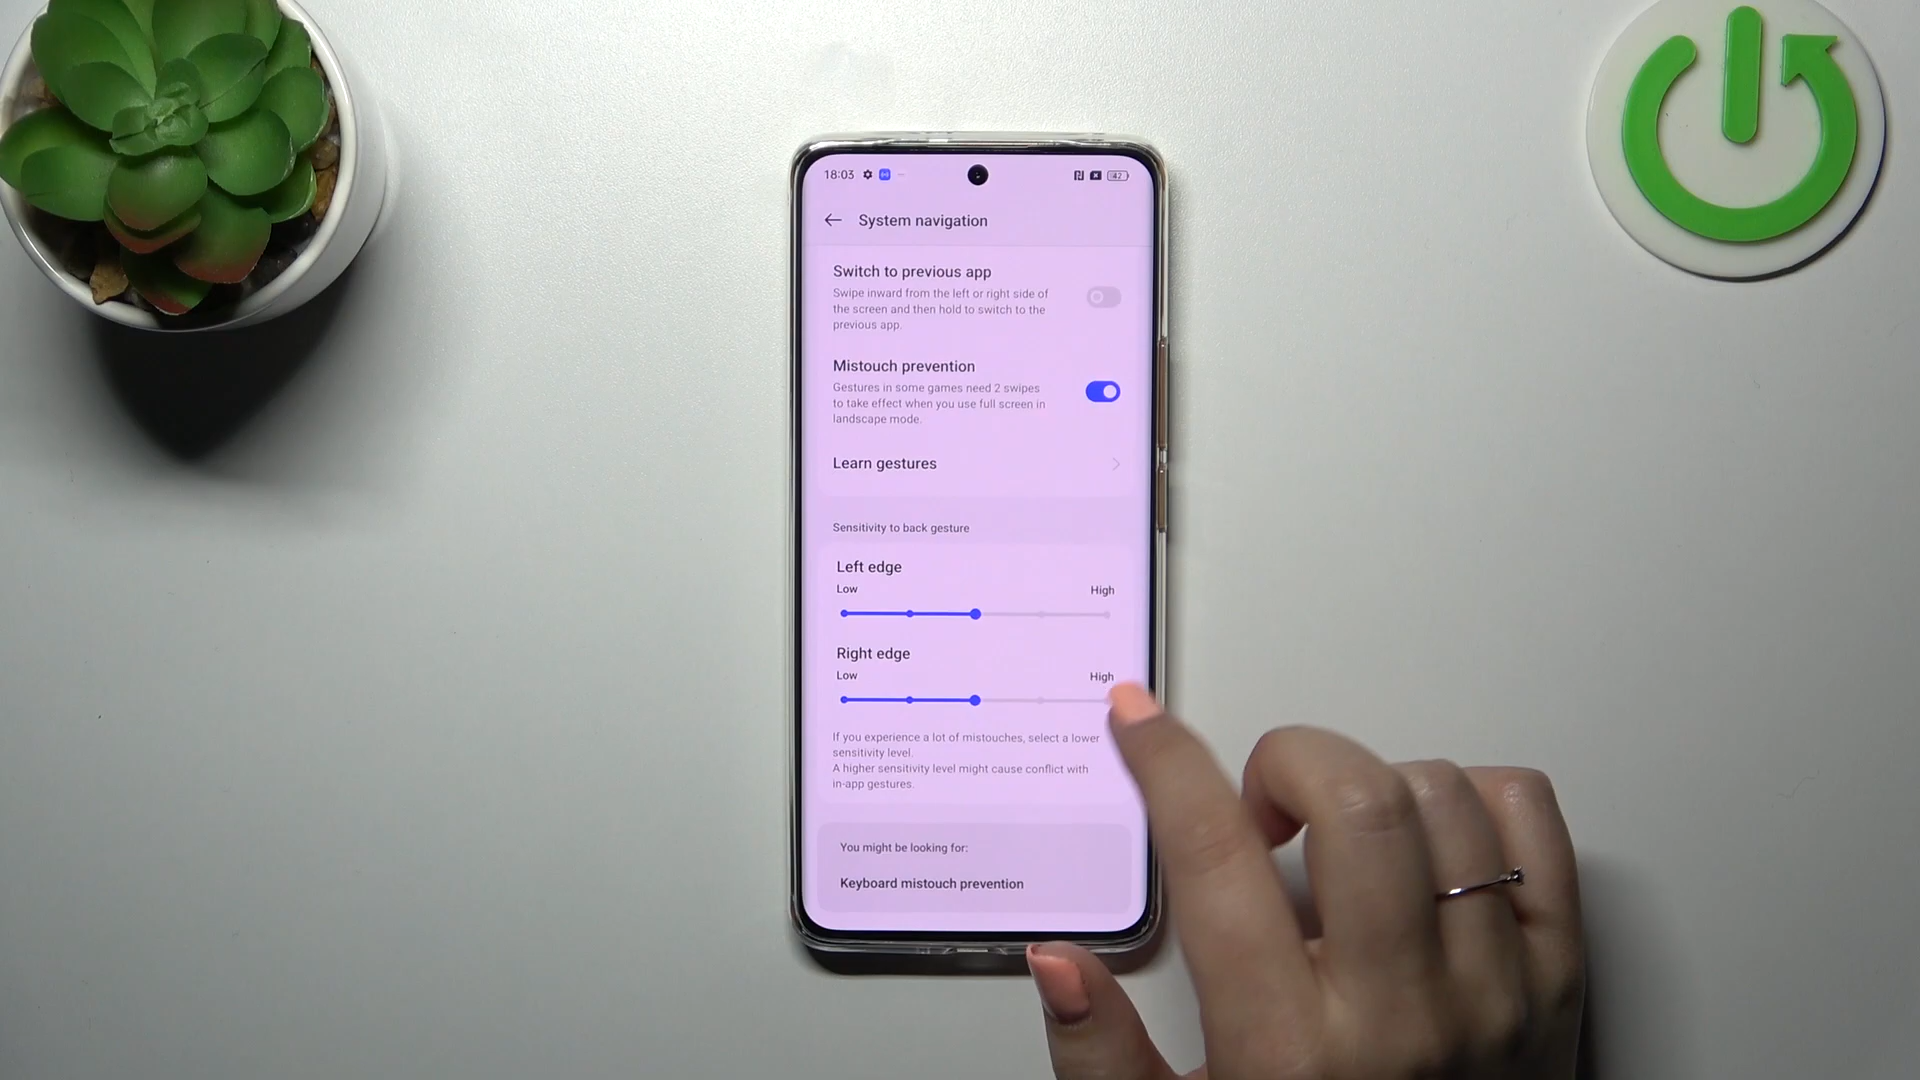 18:03
42
System navigation
Switch to previous app
Swipe inward from the left or right side of
the screen and then hold to switch to the
previous app.
Mistouch prevention
Gestures in some games need 2 swipes
to take effect when you use full screen in
landscape mode.
Learn gestures
Sensitivity to back gesture
Left edge
Low
High
Right edge
Low
High
If you experience a lot of mistouches, select a lower
sensitivity level.
A higher sensitivity level might cause conflict with
in-app gestures.
You might be looking for:
Keyboard mistouch prevention